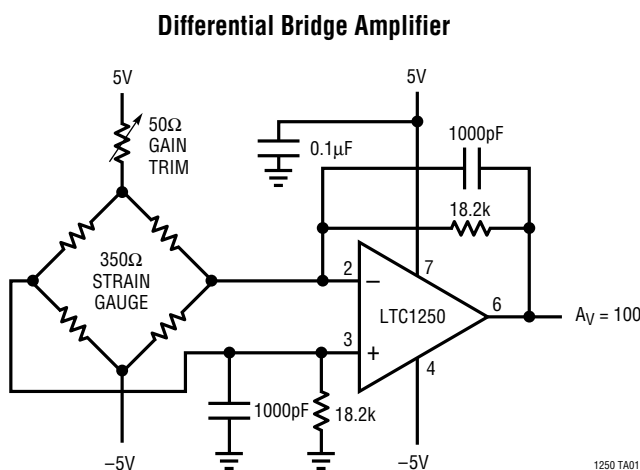 Differential Bridge Amplifier
5V
5V
50Ω
GAIN
TRIM
0.1µF
1000pF
18.2k
350Ω
STRAIN
GAUGE
2
–
7
LTC1250
6
A_V = 100
3
+
4
1000pF
18.2k
–5V
–5V
1250 TA01